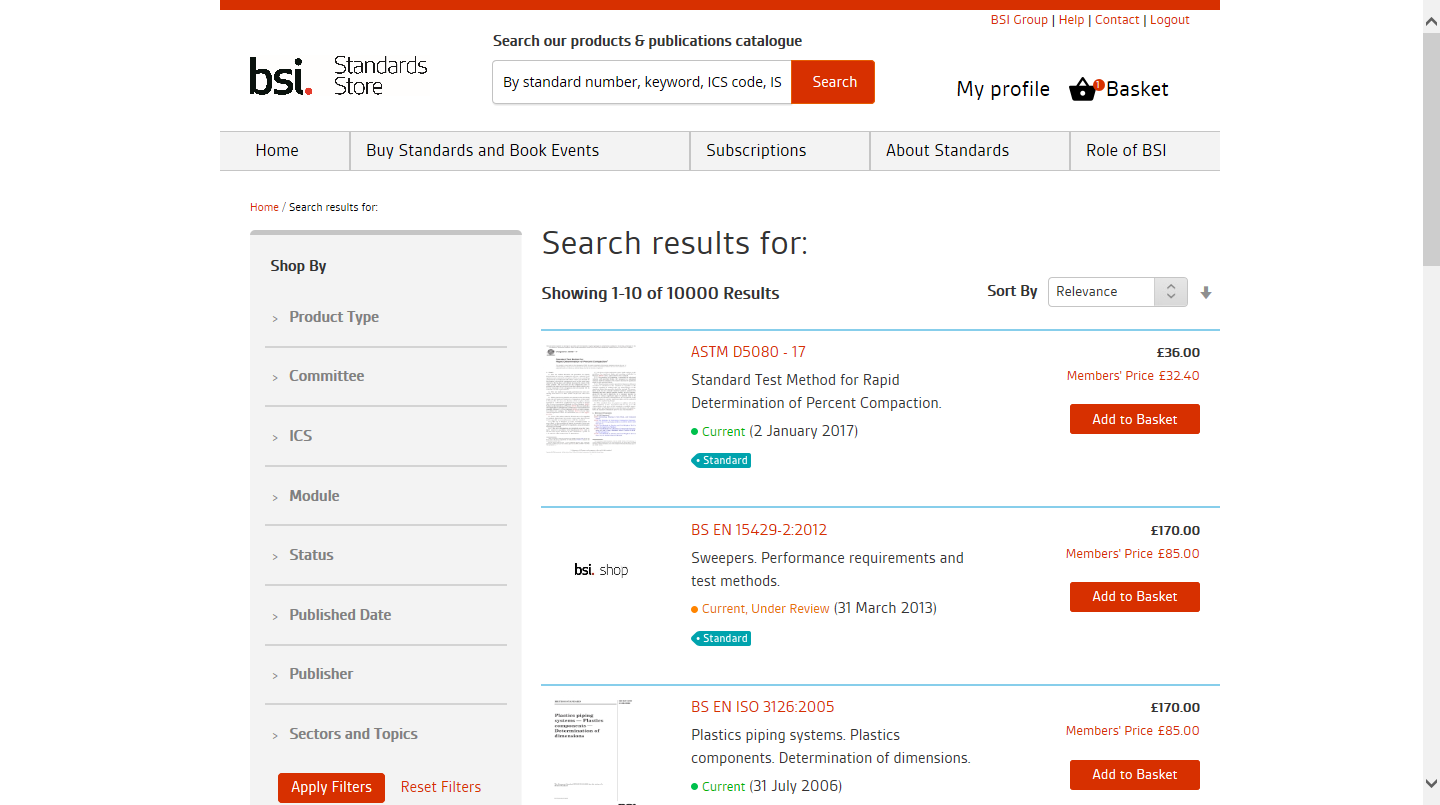 BSI Group | Help | Contact | Logout
Search our products & publications catalogue
bsi. Standards Store
By standard number, keyword, ICS code, IS
Search
My profile
1
Basket
Home
Buy Standards and Book Events
Subscriptions
About Standards
Role of BSI
Home / Search results for:
Shop By
Product Type
Committee
ICS
Module
Status
Published Date
Publisher
Sectors and Topics
Apply Filters
Reset Filters
Search results for:
Showing 1-10 of 10000 Results
Sort By
Relevance
ASTM D5080 - 17
Standard Test Method for Rapid
Determination of Percent Compaction.
Current (2 January 2017)
Standard
£36.00
Members' Price £32.40
Add to Basket
bsi. shop
BS EN 15429-2:2012
Sweepers. Performance requirements and
test methods.
Current, Under Review (31 March 2013)
Standard
£170.00
Members' Price £85.00
Add to Basket
Plastics piping
systems — Plastics
components —
Determination of
dimensions
BS EN ISO 3126:2005
Plastics piping systems. Plastics
components. Determination of dimensions.
Current (31 July 2006)
£170.00
Members' Price £85.00
Add to Basket